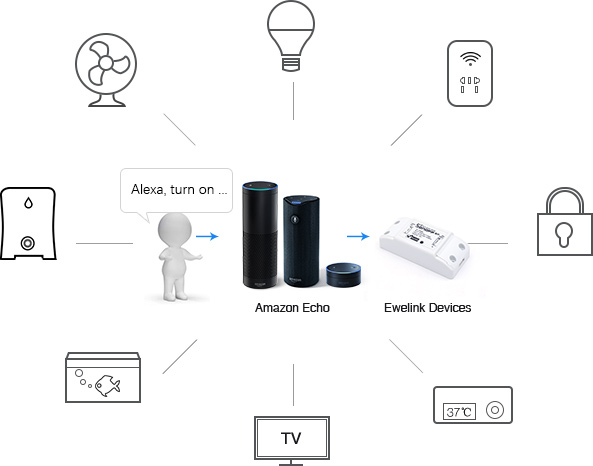 Alexa, turn on ...
Amazon Echo
Ewelink Devices
37℃
TV